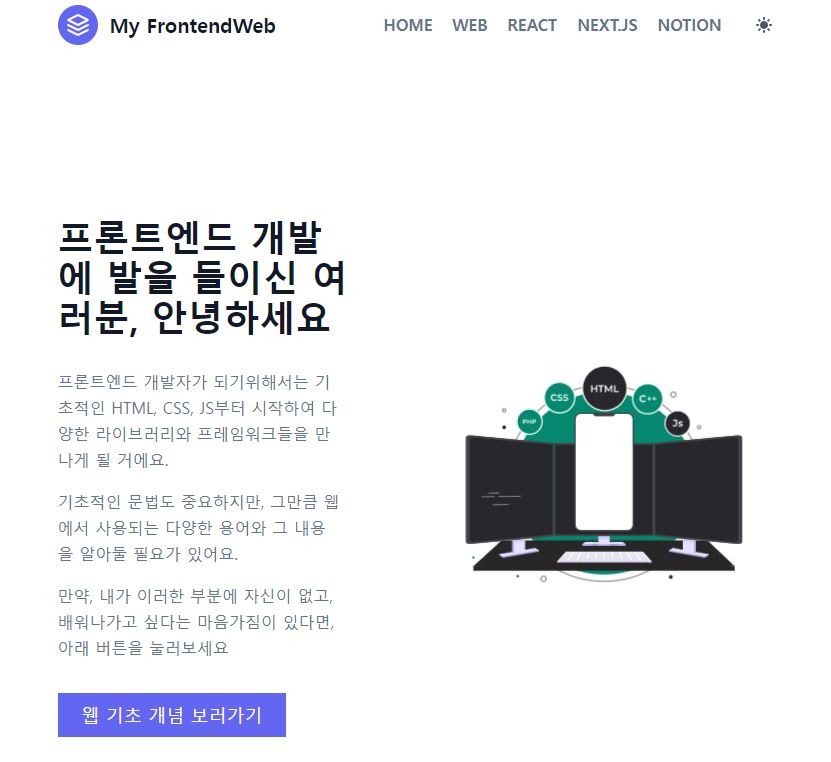 My FrontendWeb
HOME WEB REACT NEXT.JS NOTION
프론트엔드 개발
에 발을 들이신 여
러분, 안녕하세요
프론트엔드 개발자가 되기위해서는 기
초적인 HTML, CSS, JS부터 시작하여 다
양한 라이브러리와 프레임워크들을 만
나게 될 거에요.
기초적인 문법도 중요하지만, 그만큼 웹
에서 사용되는 다양한 용어와 그 내용
을 알아둘 필요가 있어요.
만약, 내가 이러한 부분에 자신이 없고,
배워나가고 싶다는 마음가짐이 있다면,
아래 버튼을 눌러보세요
웹 기초 개념 보러가기
PHP
CSS
HTML
C++
Js